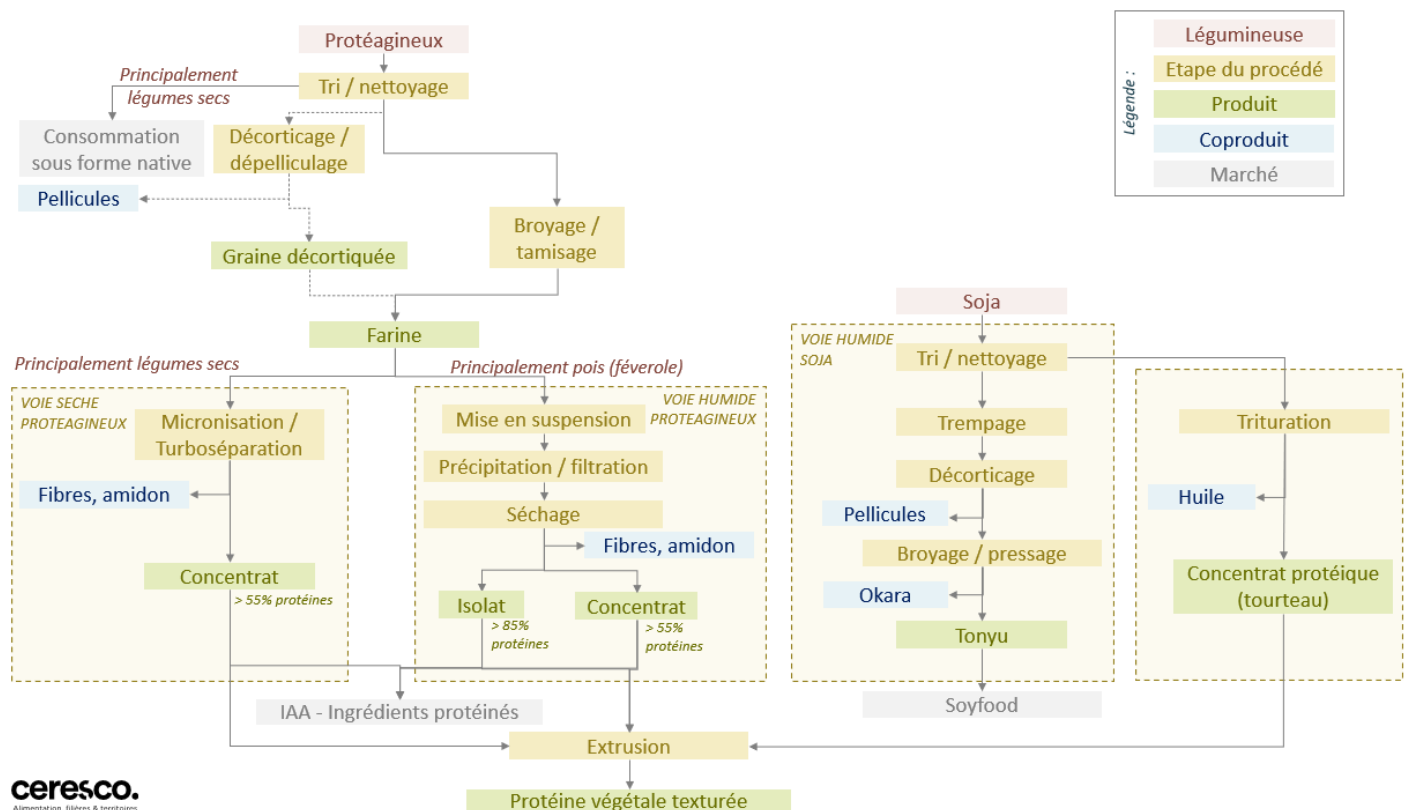 Protéagineux
Principalement
légumes secs
Tri / nettoyage
Consommation
sous forme native
Décorticage /
dépelliculage
Pellicules
Broyage /
tamisage
Graine décortiquée
Farine
Légende :
Légumineuse
Etape du procédé
Produit
Coproduit
Marché
Principalement légumes secs
Principalement pois (féverole)
VOIE SECHE
PROTEAGINEUX
Micronisation /
Turboséparation
Fibres, amidon
Concentrat
> 55% protéines
VOIE HUMIDE
PROTEAGINEUX
Mise en suspension
Précipitation / filtration
Séchage
Fibres, amidon
Isolat
> 85%
protéines
Concentrat
> 55%
protéines
Soja
VOIE HUMIDE
SOJA
Tri / nettoyage
Trempage
Décorticage
Pellicules
Broyage / pressage
Okara
Tonyu
Soyfood
Trituration
Huile
Concentrat protéique
(tourteau)
IAA - Ingrédients protéinés
Extrusion
Protéine végétale texturée
ceresco.
Alimentation, filières & territoires